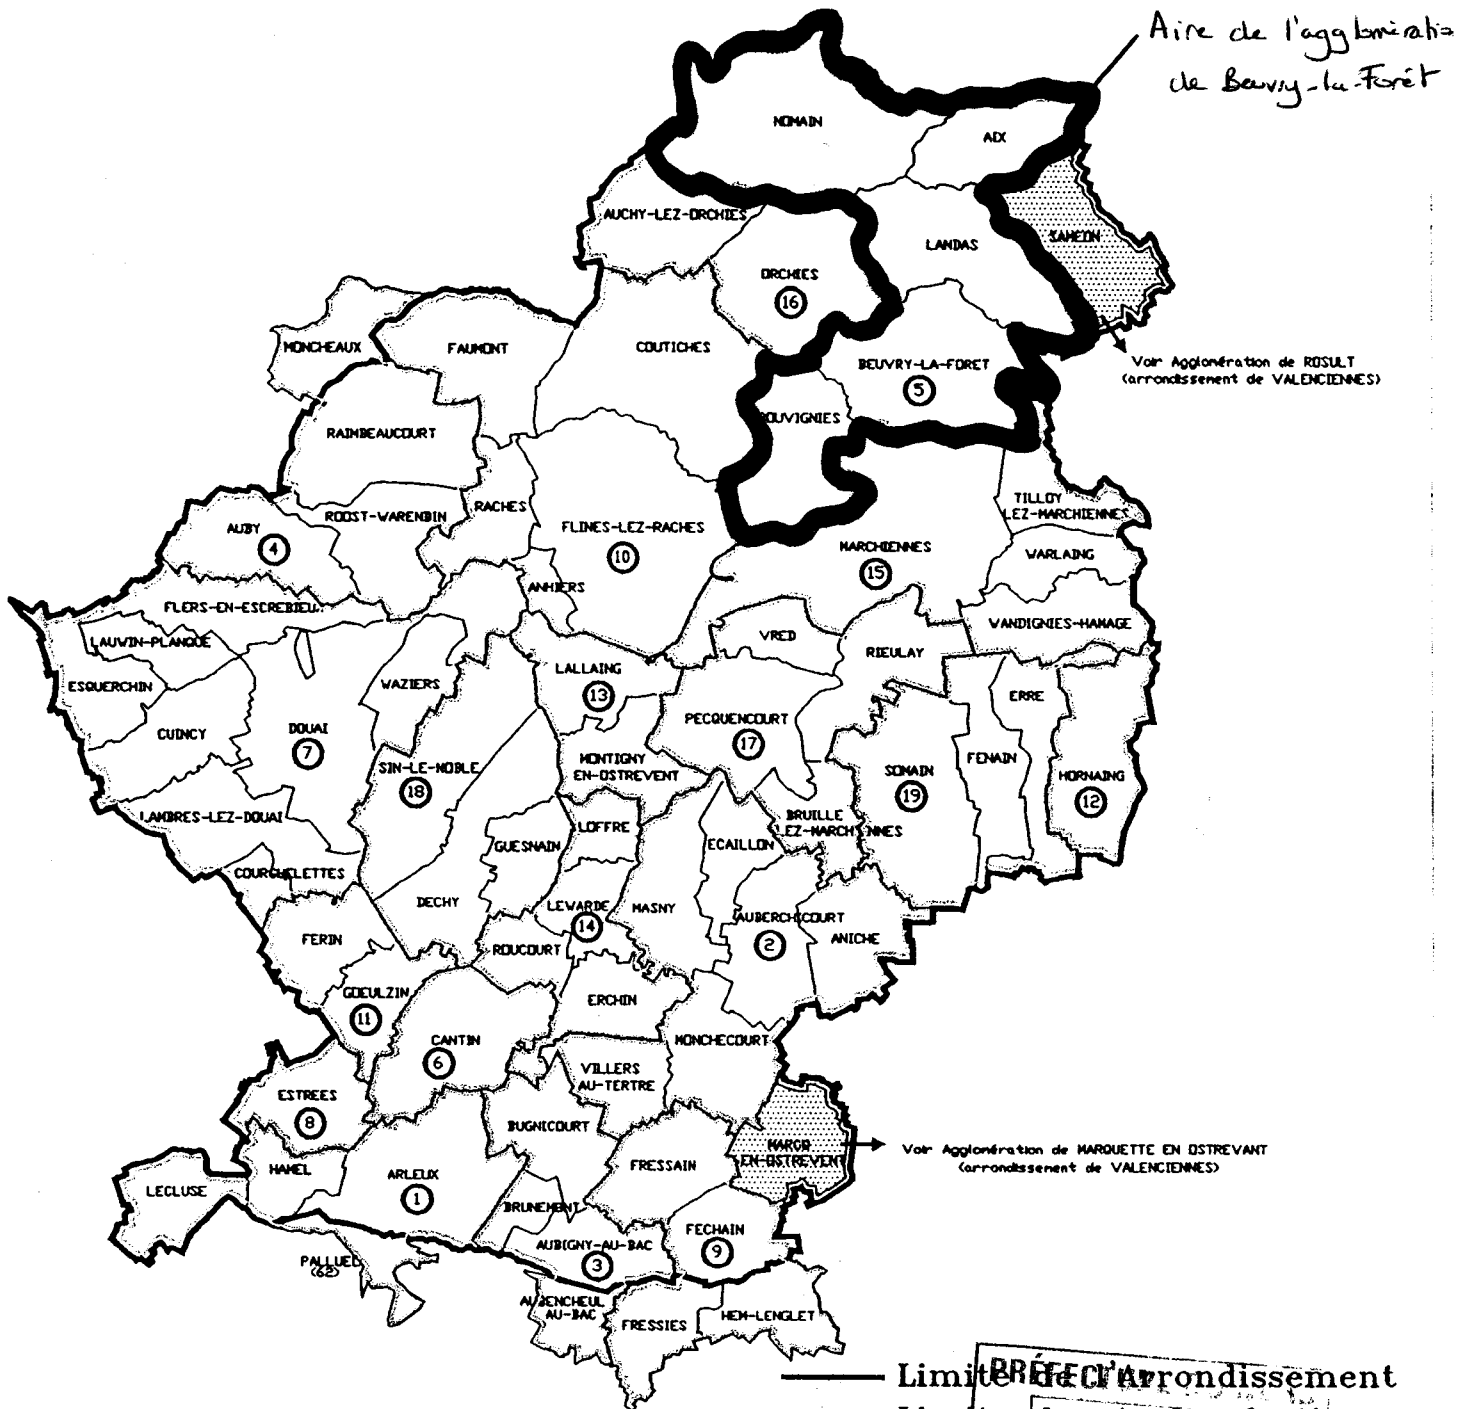 Aire de l'agglomératio
de Beuvry-la-Forêt
NOMAIN
AIX
AUCHY-LEZ-ORCHIES
LANDAS
SAMEON
ORCHIES
16
MONCHEAUX
FAUMONT
COUTICHES
BEUVRY-LA-FORET
5
Voir Agglomération de ROSULT
(arrondissement de VALENCIENNES)
RAIMBEAUCOURT
BOUVIGNIES
RACHES
TILLOY
LEZ-MARCHIENNES
ROOST-WARENDIN
AUBY
4
FLINES-LEZ-RACHES
10
MARCHIENNES
15
WARLAING
ANHIERS
FLERS-EN-ESCREBIEU
LAUWIN-PLANQUE
VRED
WANDIGNIES-HAMAGE
RIEULAY
ESQUERCHIN
WAZIERS
LALLAING
13
ERRE
CUINCY
DOUAI
7
PECQUENCOURT
17
SIN-LE-NOBLE
18
MONTIGNY
EN-OSTREVENT
SOMAIN
19
FENAIN
HORNAING
12
LAMBRES-LEZ-DOUAI
LOFFRE
BRUILLE
LEZ-MARCHIENNES
GUESNAIN
ECAILLON
COURCHELETTES
DECHY
LEWARDE
14
MASNY
AUBERCHICOURT
2
ANICHE
FERIN
ROUCOURT
GOEULZIN
11
ERCHIN
CANTIN
6
MONCHECOURT
VILLERS
AU-TERTRE
ESTREES
8
BUGNICOURT
MARCQ
EN-OSTREVENT
Voir Agglomération de MARQUETTE EN OSTREVANT
(arrondissement de VALENCIENNES)
HAMEL
FRESSAIN
LECLUSE
ARLEUX
1
BRUNEMONT
FECHAIN
9
AUBIGNY-AU-BAC
3
PALLUEL
(62)
AUBENCHEUL
AU-BAC
FRESSIES
HEM-LENGLET
Limite de l'Arrondissement